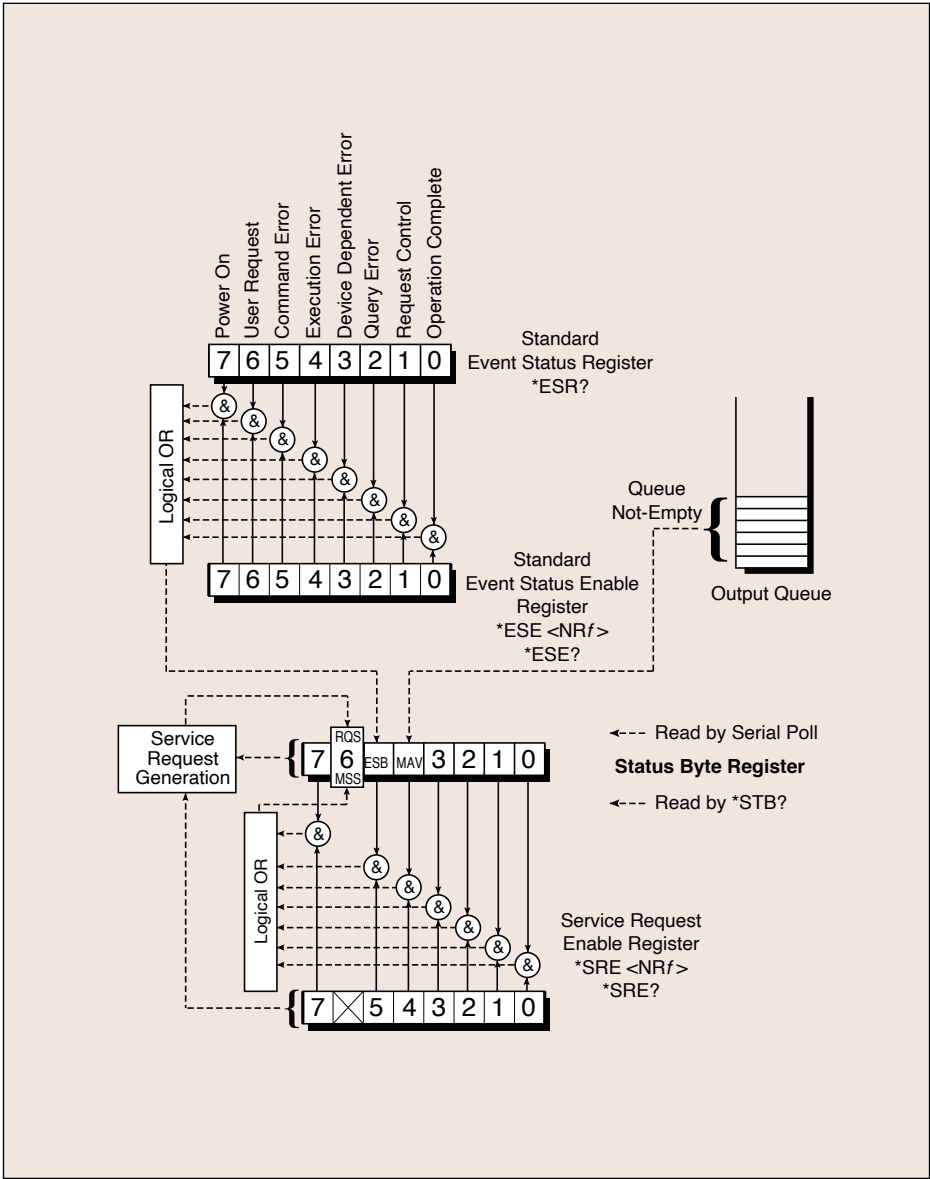 Power On
User Request
Command Error
Execution Error
Device Dependent Error
Query Error
Request Control
Operation Complete
7 6 5 4 3 2 1 0
Standard
Event Status Register
*ESR?
Logical OR
& & & & & & & &
7 6 5 4 3 2 1 0
Standard
Event Status Enable
Register
*ESE <NRf>
*ESE?
Queue
Not-Empty
{
Output Queue
Service
Request
Generation
{
7 6 ESB MAV 3 2 1 0
RQS
MSS
Read by Serial Poll
Status Byte Register
Read by *STB?
Logical OR
& & & & & & &
{
7 5 4 3 2 1 0
Service Request
Enable Register
*SRE <NRf>
*SRE?